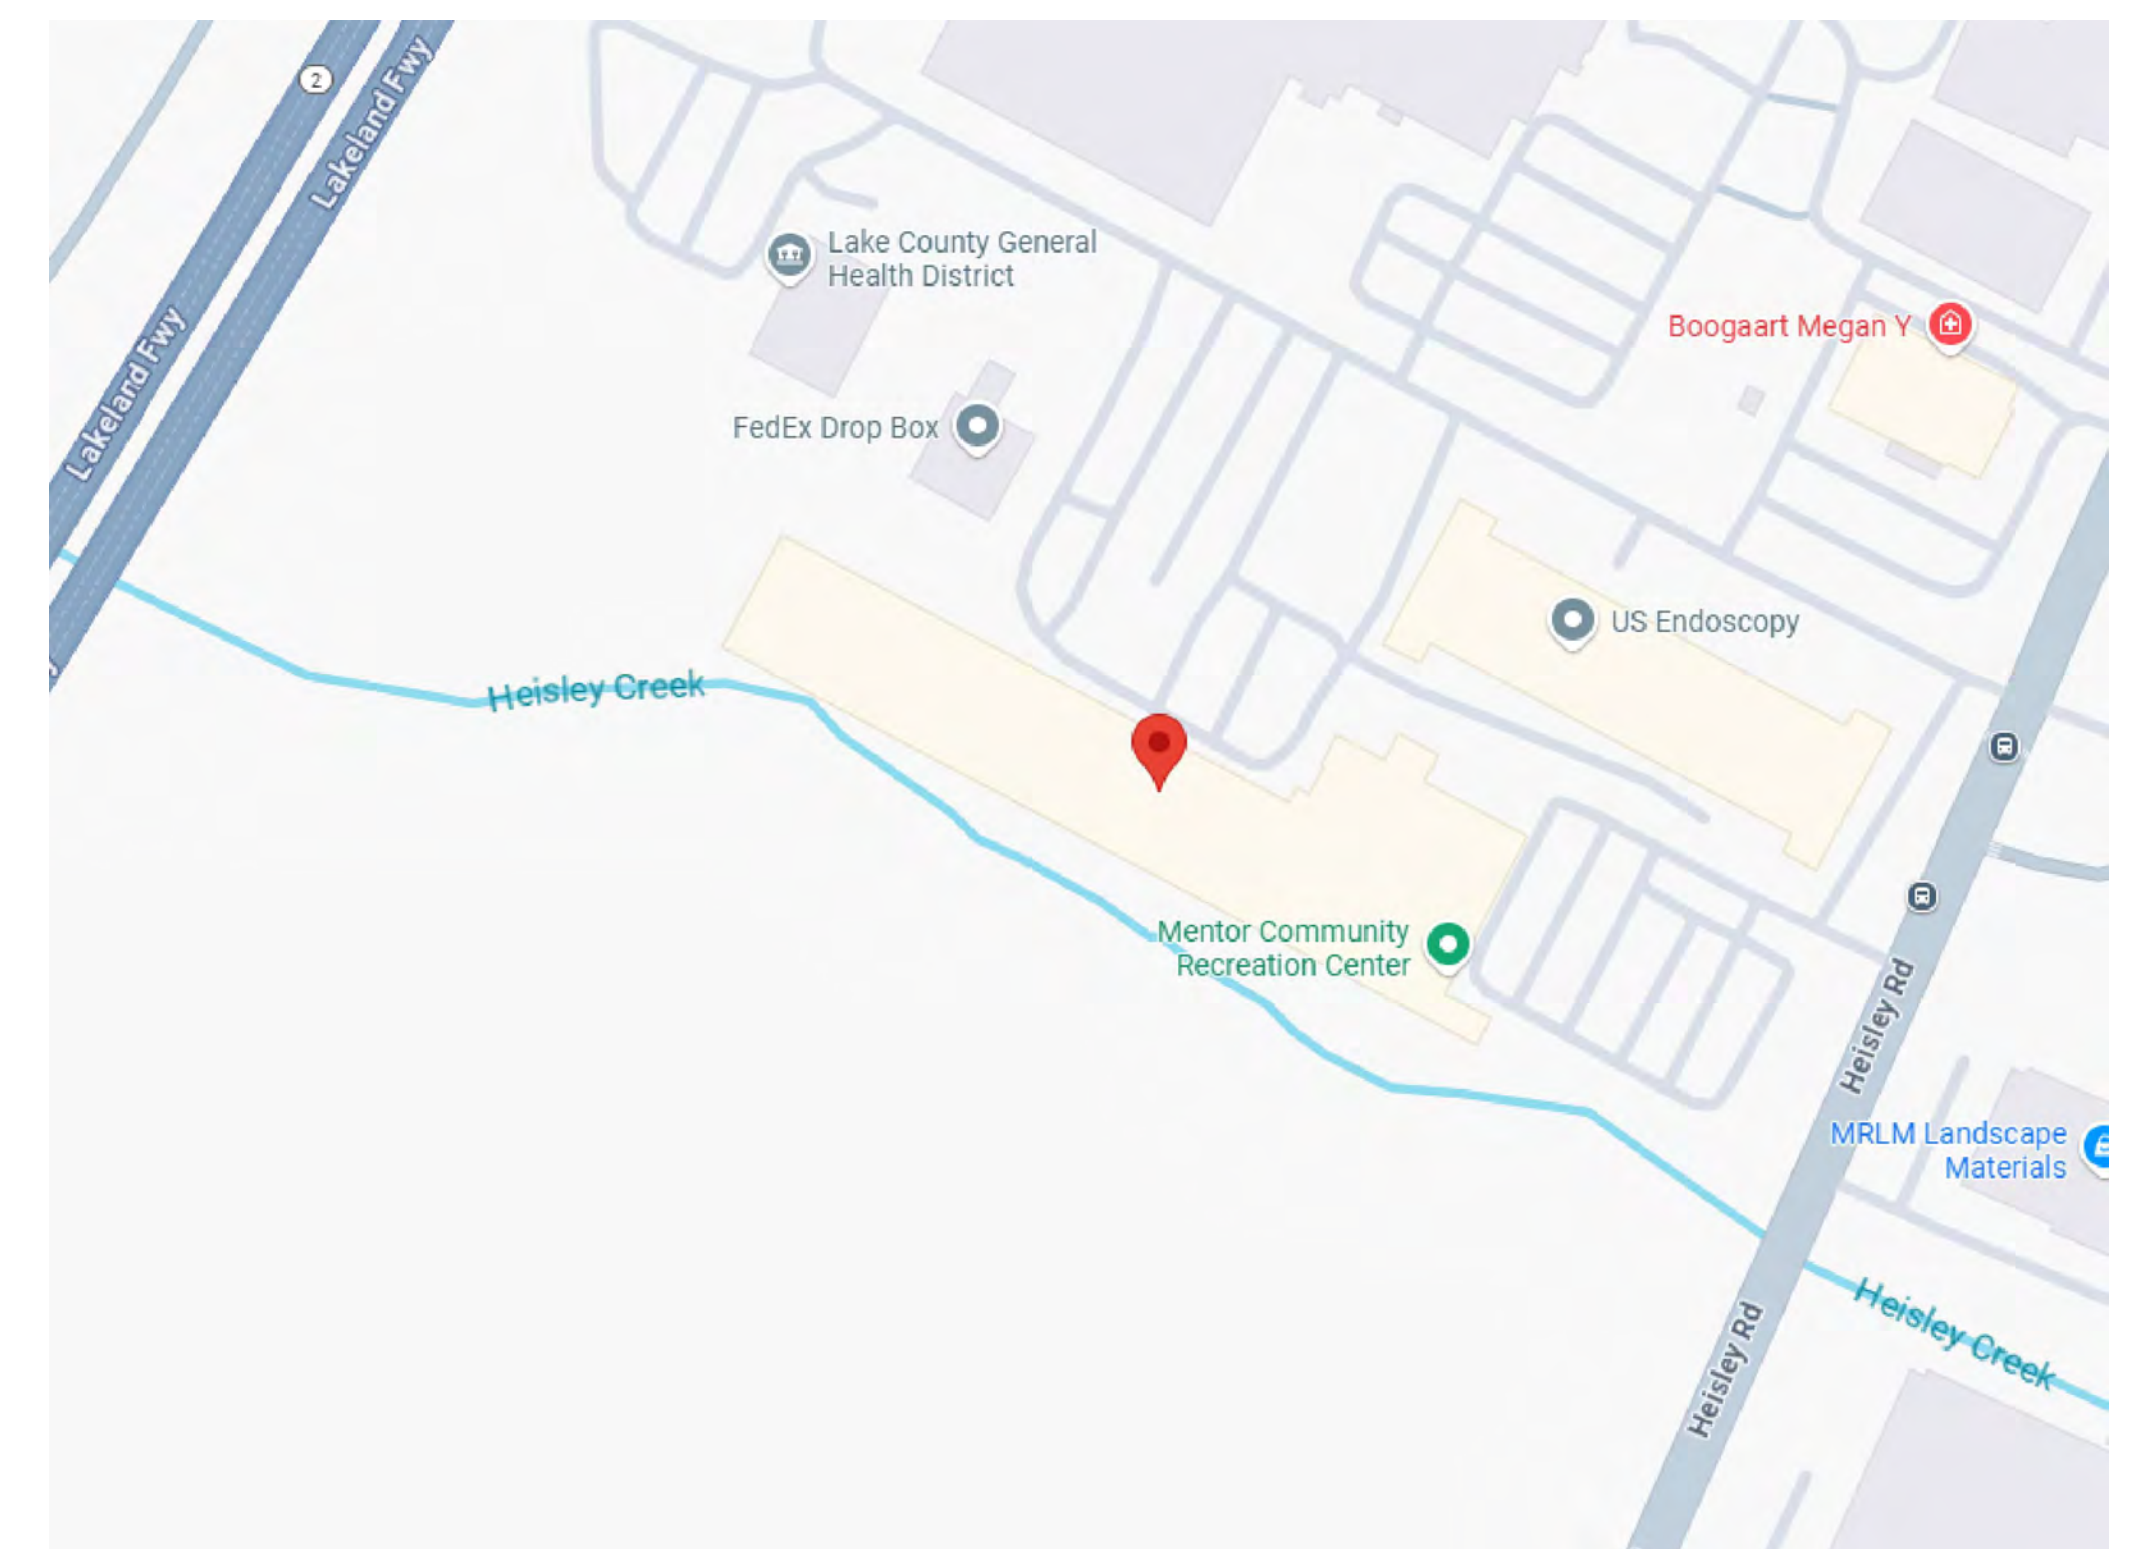 2
Lakeland Fwy
Lake County General
Health District
Boogaart Megan Y
Lakeland Fwy
FedEx Drop Box
US Endoscopy
Heisley Creek
Mentor Community
Recreation Center
Heisley Rd
MRLM Landscape
Materials
Heisley Creek
Heisley Rd